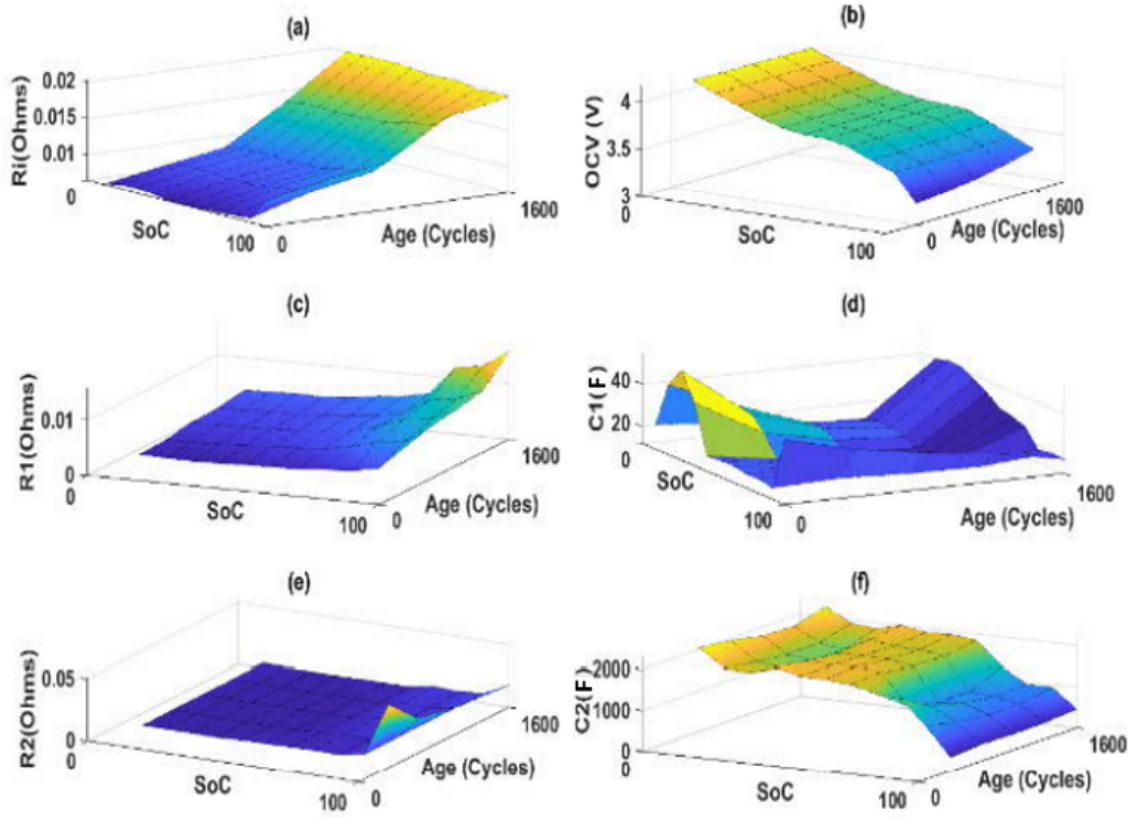 (a)
0.02
0.015
0.01
Ri(Ohms)
0
SoC
100
0
Age (Cycles)
1600
(b)
4
3.5
3
OCV (V)
0
SoC
100
0
Age (Cycles)
1600
(c)
0.01
0
R1(Ohms)
0
SoC
100
0
Age (Cycles)
1600
(d)
40
20
C1(F)
0
SoC
100
0
Age (Cycles)
1600
(e)
0.05
0
R2(Ohms)
0
SoC
100
0
Age (Cycles)
1600
(f)
2000
1000
0
C2(F)
0
SoC
100
0
Age (Cycles)
1600